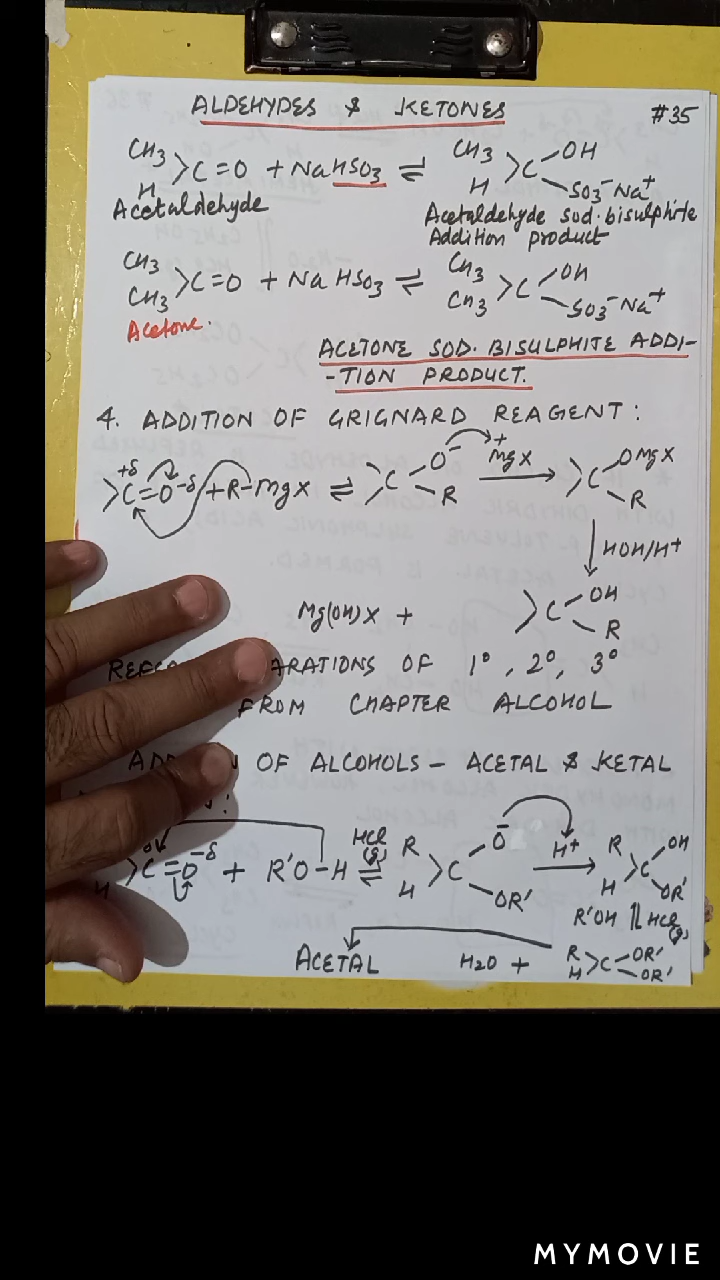 ALDEHYDES & KETONES #35
CH3 H >C=O + NaHSO3 ⇌ CH3 H >C OH SO3⁻Na⁺
Acetaldehyde Acetaldehyde sod. bisulphite
Addition product
CH3 CH3 >C=O + NaHSO3 ⇌ CH3 CH3 >C OH SO3⁻Na⁺
Acetone.
ACETONE SOD. BISULPHITE ADDI-
-TION PRODUCT.
4. ADDITION OF GRIGNARD REAGENT:
>C+δ=O-δ + R-MgX ⇌ >C O⁻ R +MgX → >C OMgX R
HOH/H+
Mg(OH)X + >C OH R
ARATIONS OF 1°, 2°, 3°
FROM CHAPTER ALCOHOL
OF ALCOHOLS - ACETAL & KETAL
H >C=O-δ + R'O-H HCl (g) ⇌ R H >C O⁻ OR' H+ → R H >C OH OR'
R'OH ⇌ HCl (g)
ACETAL H2O + R H >C OR' OR'
MYMOVIE